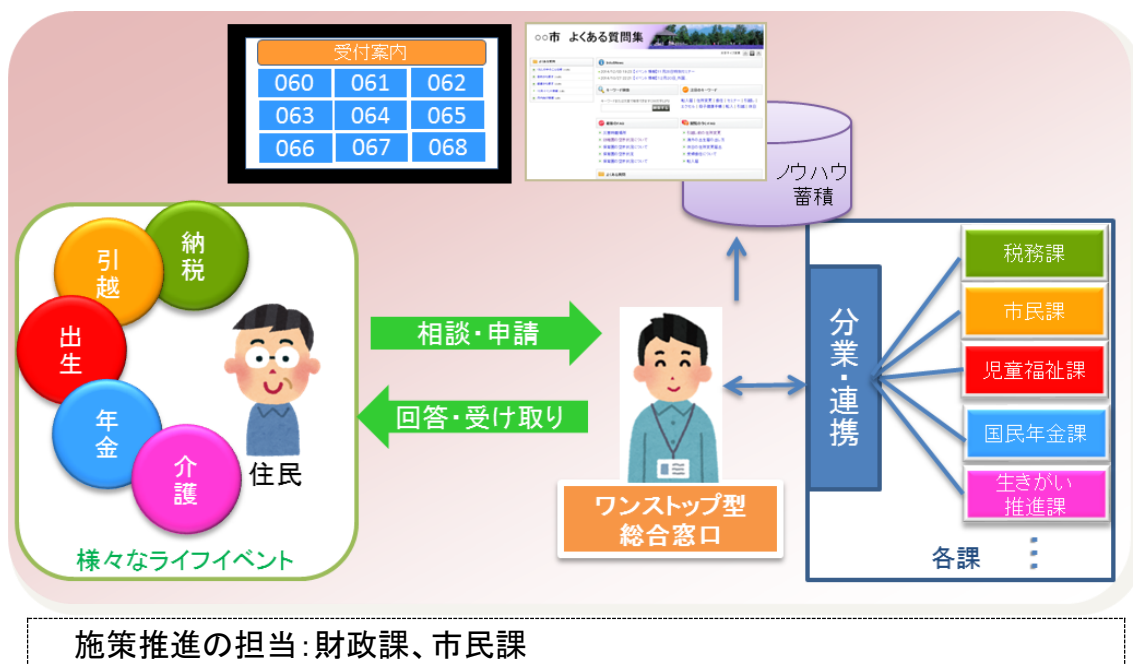 受付案内
060 061 062
063 064 065
066 067 068
○○市 よくある質問集
ノウハウ
蓄積
納税
引越
出生
年金
介護
住民
様々なライフイベント
相談・申請
回答・受け取り
ワンストップ型
総合窓口
分業・連携
税務課
市民課
児童福祉課
国民年金課
生きがい
推進課
各課
施策推進の担当:財政課、市民課